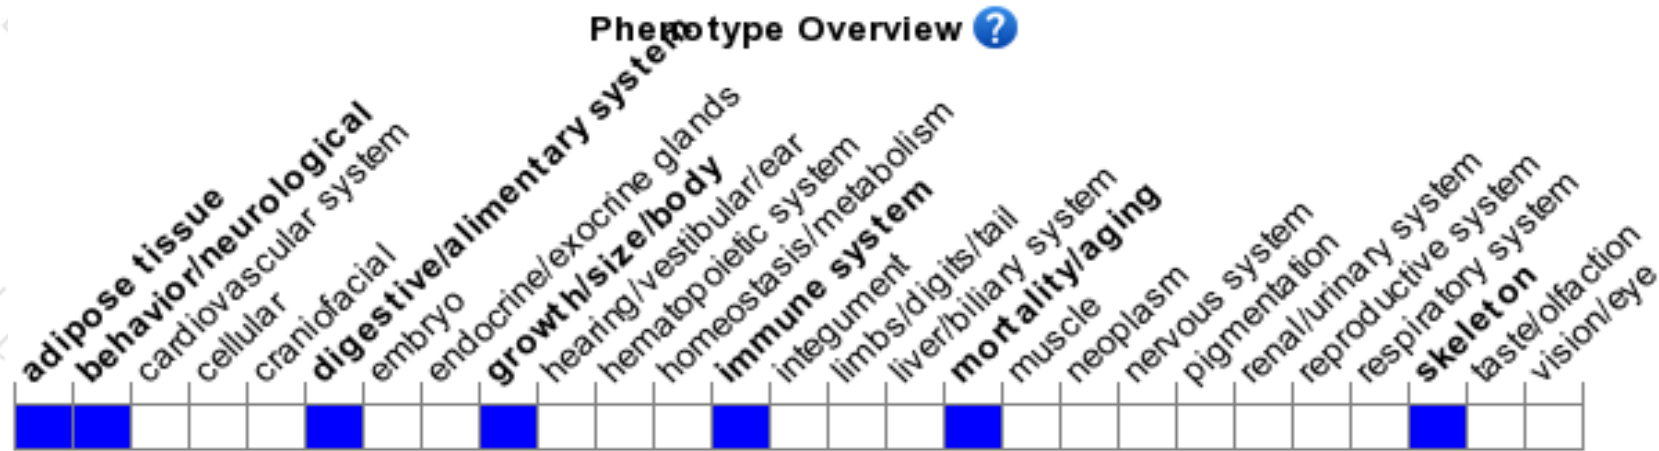 Phenotype Overview ?
adipose tissue
behavior/neurological
cardiovascular system
cellular
craniofacial
digestive/alimentary system
embryo
endocrine/exocrine glands
growth/size/body
hearing/vestibular/ear
hematopoietic system
homeostasis/metabolism
immune system
integument
limbs/digits/tail
liver/biliary system
mortality/aging
muscle
neoplasm
nervous system
pigmentation
renal/urinary system
reproductive system
respiratory system
skeleton
taste/olfaction
vision/eye